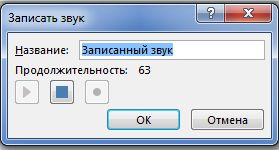 Записать звук
Название: Записанный звук
Продолжительность: 63
ОК Отмена